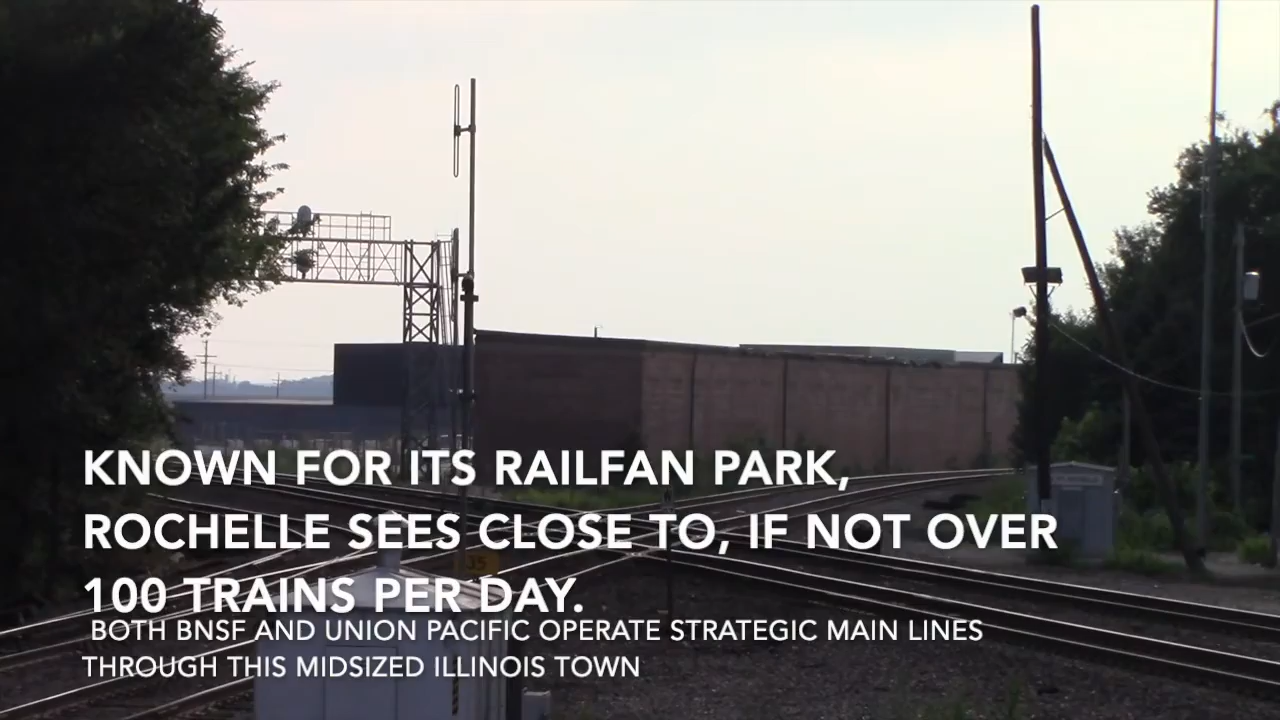 KNOWN FOR ITS RAILFAN PARK,
ROCHELLE SEES CLOSE TO, IF NOT OVER
35
100 TRAINS PER DAY.
BOTH BNSF AND UNION PACIFIC OPERATE STRATEGIC MAIN LINES
THROUGH THIS MIDSIZED ILLINOIS TOWN